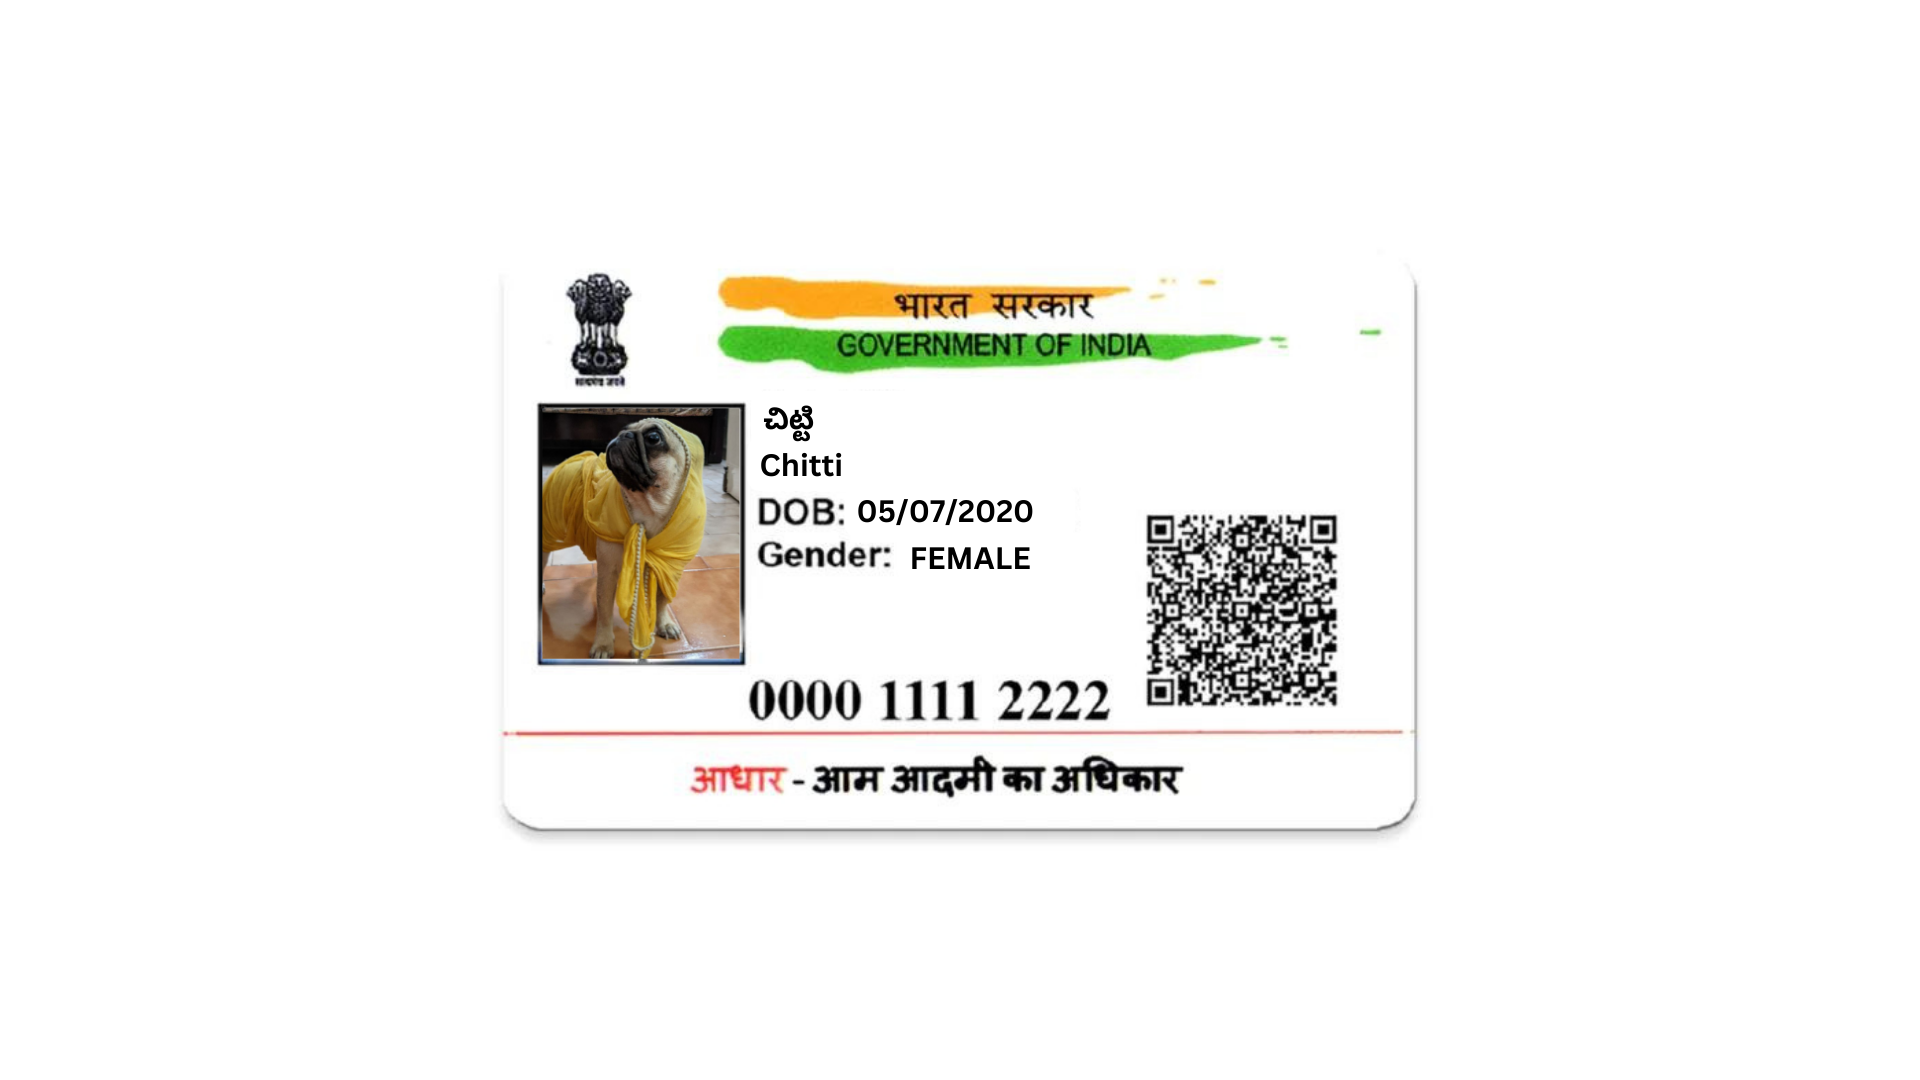 भारत सरकार
GOVERNMENT OF INDIA
सत्यमेव जयते
చిట్టి
Chitti
DOB: 05/07/2020
Gender: FEMALE
0000 1111 2222
आधार - आम आदमी का अधिकार